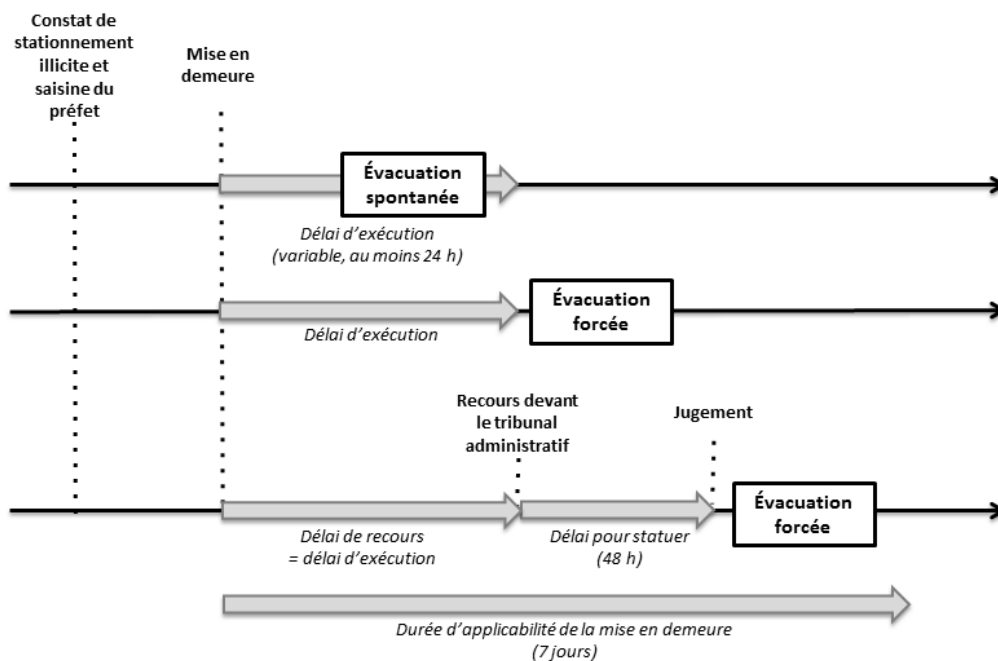 Constat de
stationnement
illicite et
saisine du
préfet
Mise en
demeure
Évacuation
spontanée
Délai d'exécution
(variable, au moins 24 h)
Évacuation
forcée
Délai d'exécution
Recours devant
le tribunal
administratif
Jugement
Évacuation
forcée
Délai de recours
= délai d'exécution
Délai pour statuer
(48 h)
Durée d'applicabilité de la mise en demeure
(7 jours)